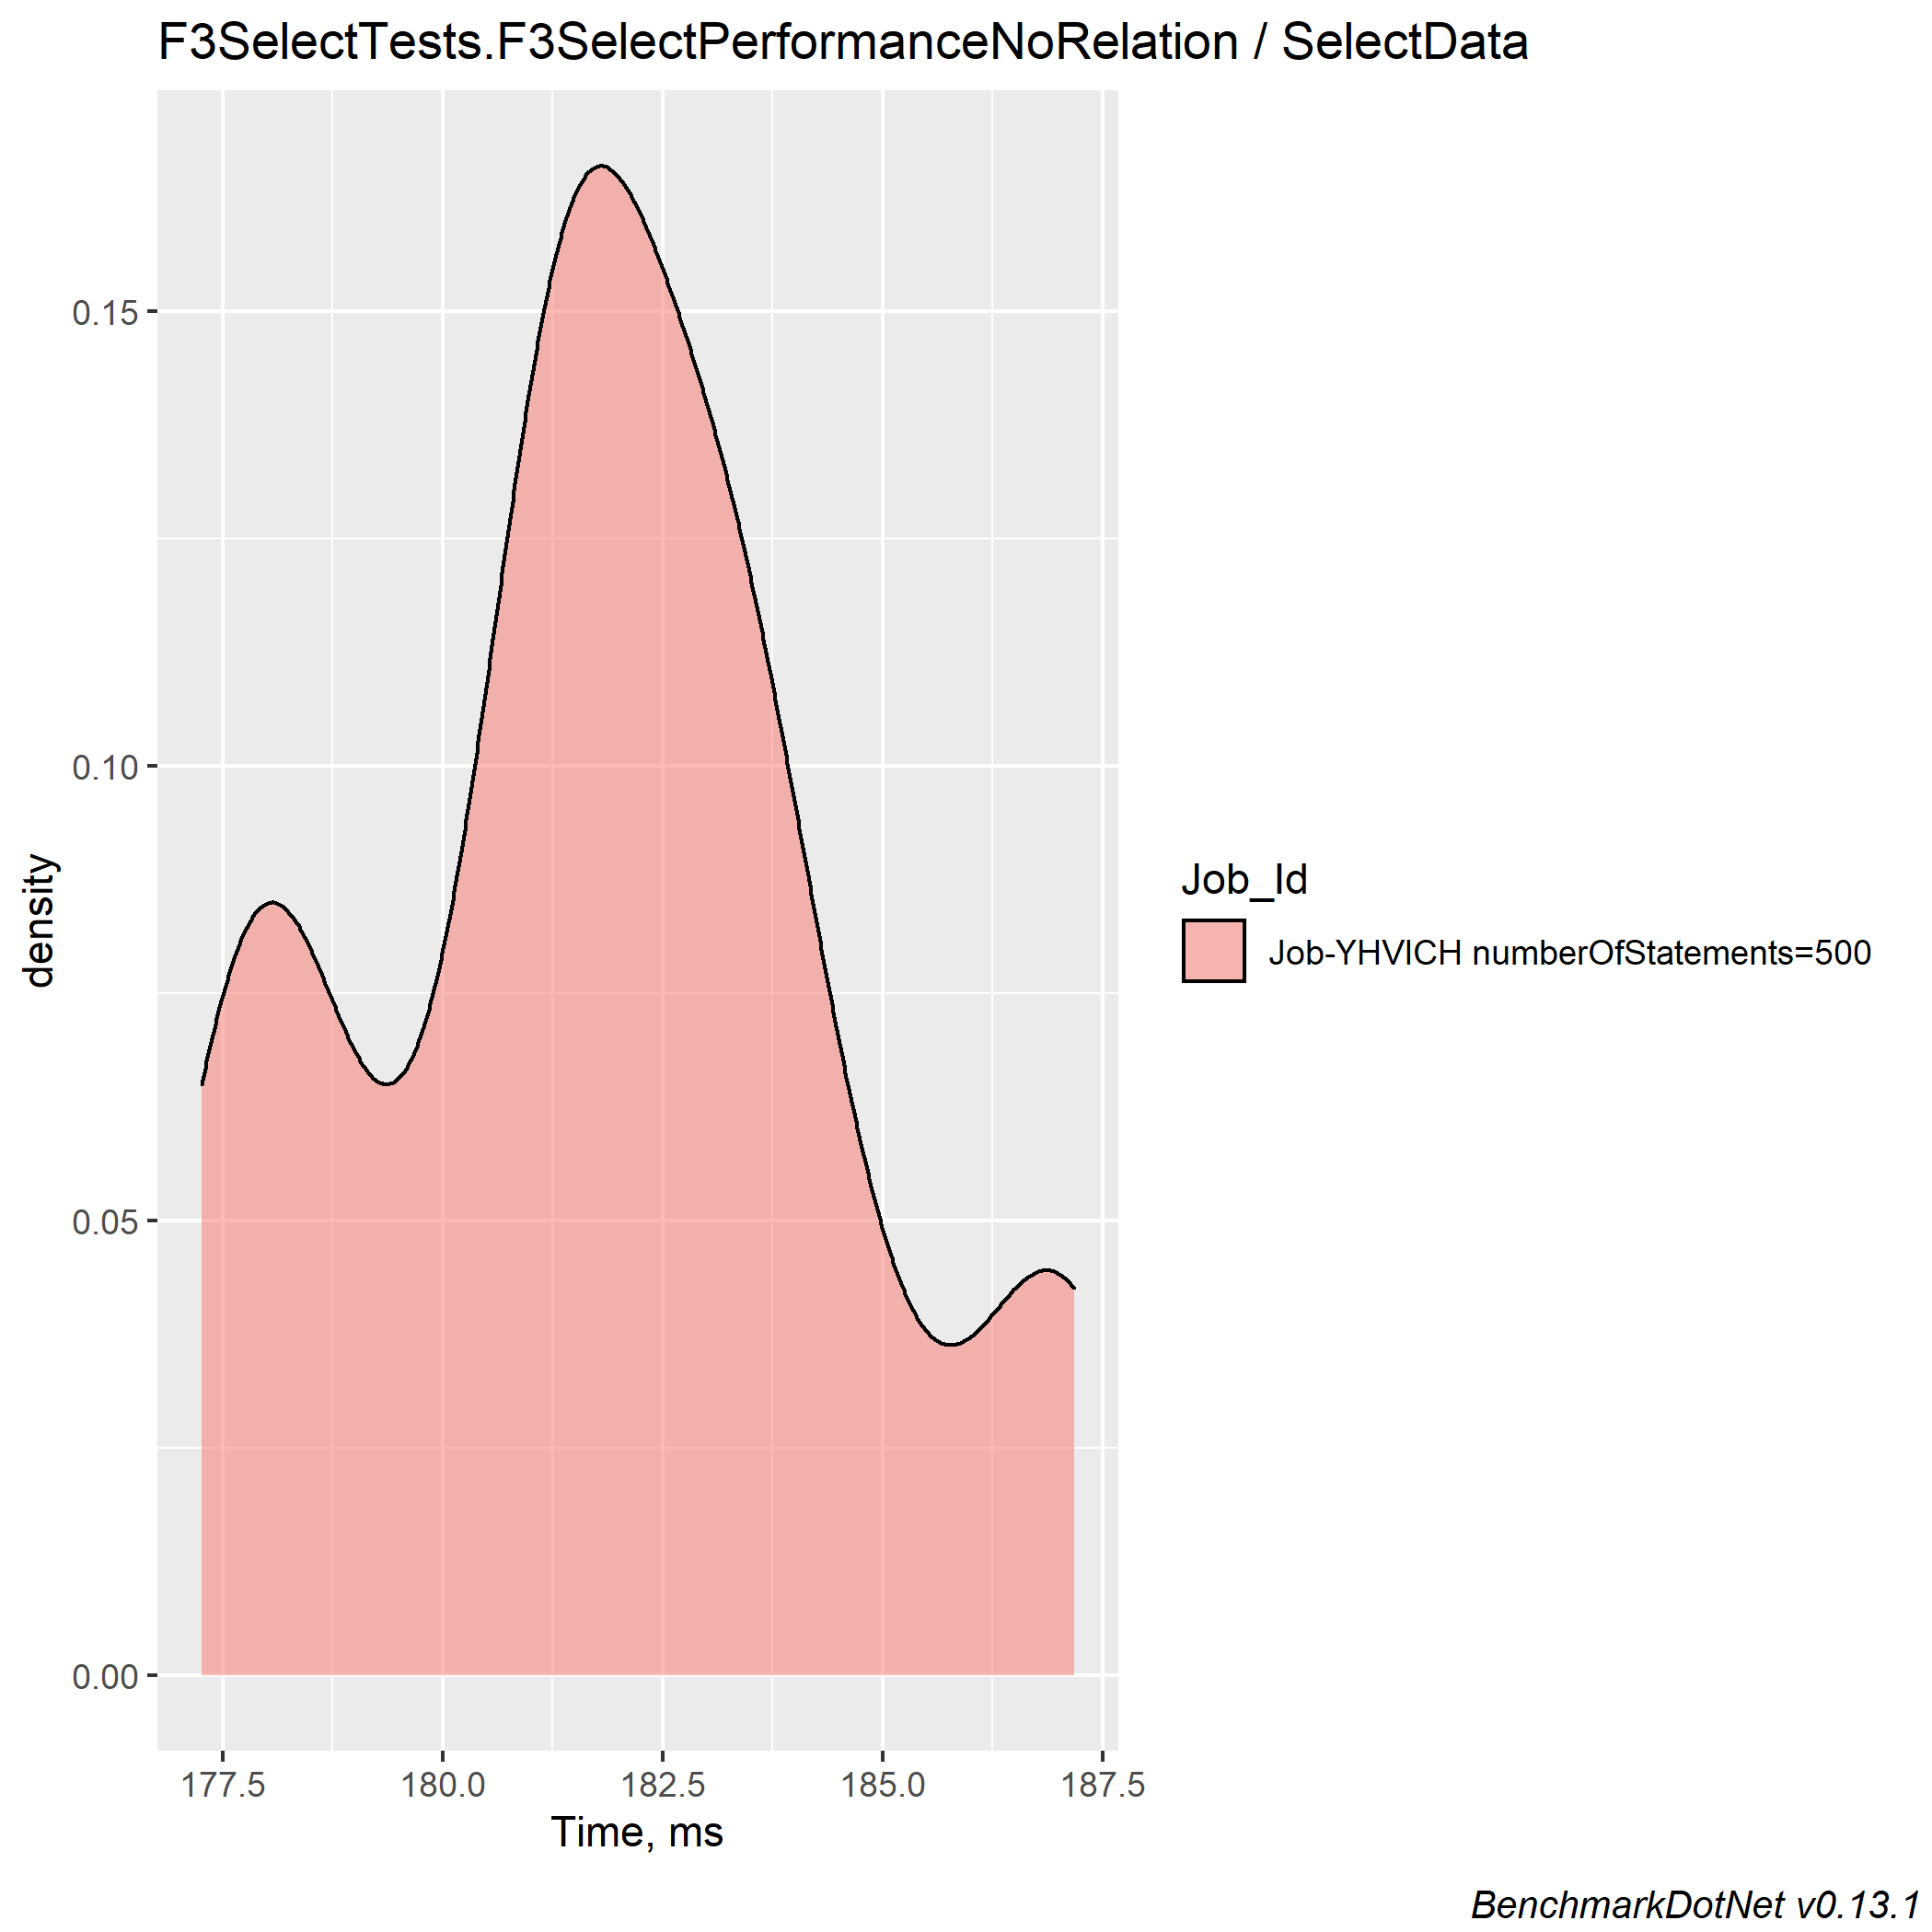 F3SelectTests.F3SelectPerformanceNoRelation / SelectData
0.15
0.10
0.05
0.00
density
177.5 180.0 182.5 185.0 187.5
Time, ms
Job_Id
Job-YHVICH numberOfStatements=500
BenchmarkDotNet v0.13.1